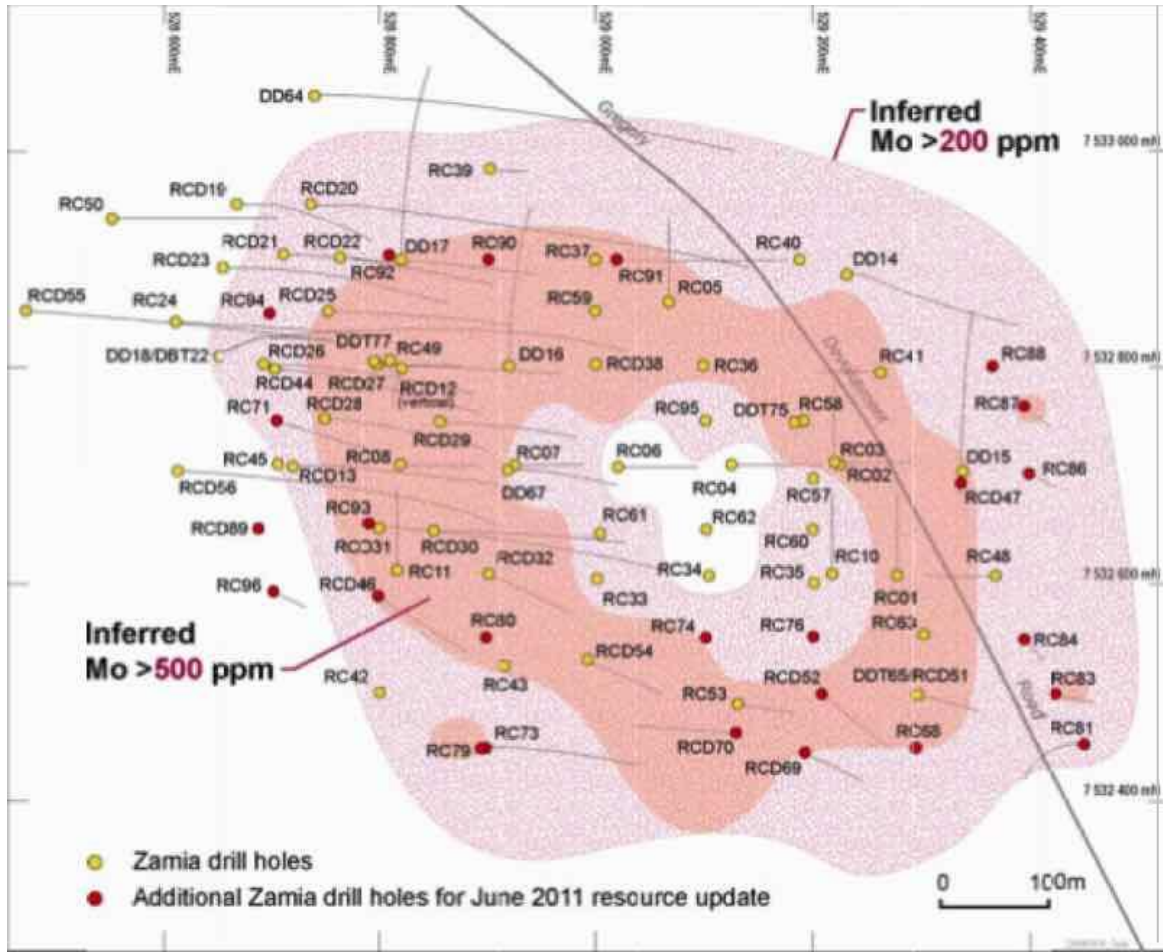 528 600mE
528 800mE
529 000mE
529 200mE
529 400mE
DD64
Gregory
Inferred
Mo >200 ppm
7 533 000 mN
RC39
RCD19
RCD20
RC50
RCD21
RCD22
DD17
RC90
RC37
RC40
RCD23
RC92
RC91
DD14
RCD55
RC24
RC94
RCD25
RC59
RC05
DD18/DBT22
DDT77
RC49
RCD26
DD16
RCD38
RC36
Development
RC41
RC88
7 532 800 mN
RCD44
RCD27
RCD12
(vertical)
RC71
RCD28
RC95
DDT75
RC58
RC87
RCD29
RC45
RC08
RC07
RC06
RC03
DD15
RC86
RCD56
RCD13
DD67
RC04
RC02
RC57
RCD47
RC93
RC61
RC62
RCD89
RCD31
RCD30
RCD32
RC60
RC10
RC48
RC96
RCD46
RC11
RC34
RC35
7 532 600 mN
RC33
RC01
Inferred
Mo >500 ppm
RC80
RC74
RC76
RC63
RC84
RCD54
RC42
RC43
RC53
RCD52
DDT65/RCD51
RC83
Road
RC73
RC79
RCD70
RCD69
RC68
RC81
7 532 400 mN
Zamia drill holes
Additional Zamia drill holes for June 2011 resource update
0 100m